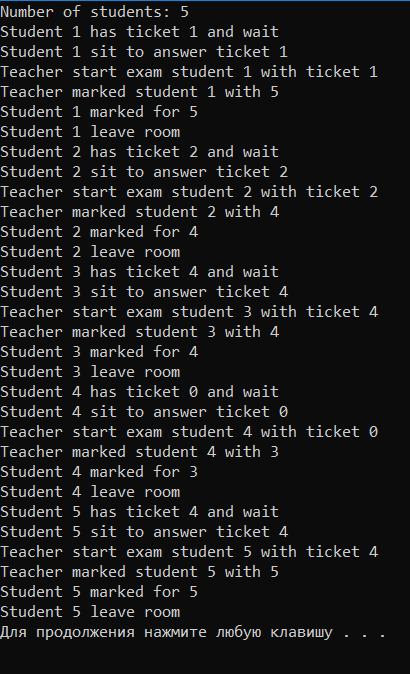 Number of students: 5
Student 1 has ticket 1 and wait
Student 1 sit to answer ticket 1
Teacher start exam student 1 with ticket 1
Teacher marked student 1 with 5
Student 1 marked for 5
Student 1 leave room
Student 2 has ticket 2 and wait
Student 2 sit to answer ticket 2
Teacher start exam student 2 with ticket 2
Teacher marked student 2 with 4
Student 2 marked for 4
Student 2 leave room
Student 3 has ticket 4 and wait
Student 3 sit to answer ticket 4
Teacher start exam student 3 with ticket 4
Teacher marked student 3 with 4
Student 3 marked for 4
Student 3 leave room
Student 4 has ticket 0 and wait
Student 4 sit to answer ticket 0
Teacher start exam student 4 with ticket 0
Teacher marked student 4 with 3
Student 4 marked for 3
Student 4 leave room
Student 5 has ticket 4 and wait
Student 5 sit to answer ticket 4
Teacher start exam student 5 with ticket 4
Teacher marked student 5 with 5
Student 5 marked for 5
Student 5 leave room
Для продолжения нажмите любую клавишу . . .